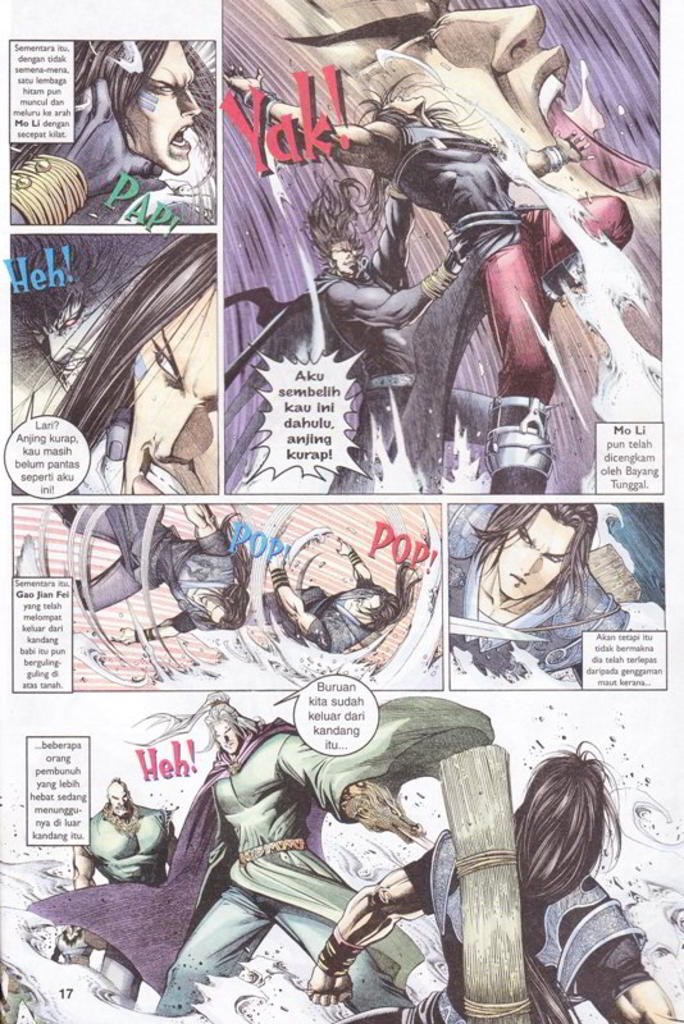 Sementara itu,
dengan tidak
semena-mena,
satu lembaga
hitam pun
muncul dan
meluru ke arah
Mo Li dengan
secepat kilat.
PAP!
Yak!
Heh!
Lari?
Anjing kurap,
kau masih
belum pantas
seperti aku
ini!
Aku
sembelih
kau ini
dahulu,
anjing
kurap!
Mo Li
pun telah
dicengkam
oleh Bayang
Tunggal.
Sementara itu,
Gao Jian Fei
yang telah
melompat
keluar dari
kandang
babi itu pun
berguling-
guling di
atas tanah.
POP!
POP!
Akan tetapi itu
tidak bermakna
dia telah terlepas
daripada genggaman
maut kerana...
...beberapa
orang
pembunuh
yang lebih
hebat sedang
menunggu-
nya di luar
kandang itu.
Heh!
Buruan
kita sudah
keluar dari
kandang
itu...
17